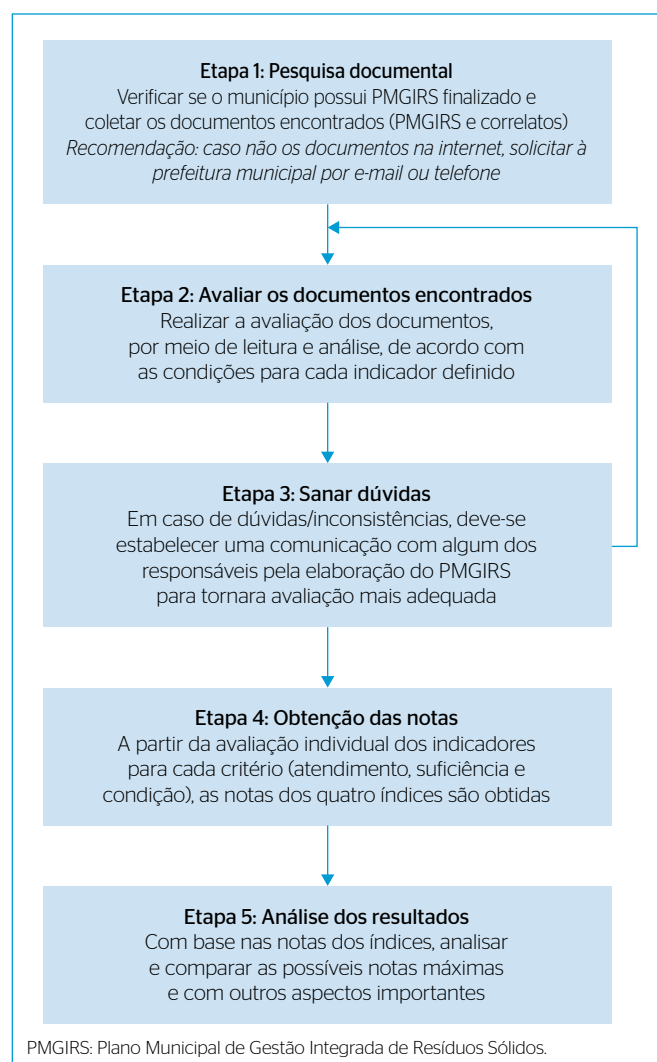 Etapa 1: Pesquisa documental
Verificar se o município possui PMGIRS finalizado e
coletar os documentos encontrados (PMGIRS e correlatos)
Recomendação: caso não os documentos na internet, solicitar à
prefeitura municipal por e-mail ou telefone
Etapa 2: Avaliar os documentos encontrados
Realizar a avaliação dos documentos,
por meio de leitura e análise, de acordo com
as condições para cada indicador definido
Etapa 3: Sanar dúvidas
Em caso de dúvidas/inconsistências, deve-se
estabelecer uma comunicação com algum dos
responsáveis pela elaboração do PMGIRS
para tornara avaliação mais adequada
Etapa 4: Obtenção das notas
A partir da avaliação individual dos indicadores
para cada critério (atendimento, suficiência e
condição), as notas dos quatro índices são obtidas
Etapa 5: Análise dos resultados
Com base nas notas dos índices, analisar
e comparar as possíveis notas máximas
e com outros aspectos importantes
PMGIRS: Plano Municipal de Gestão Integrada de Resíduos Sólidos.